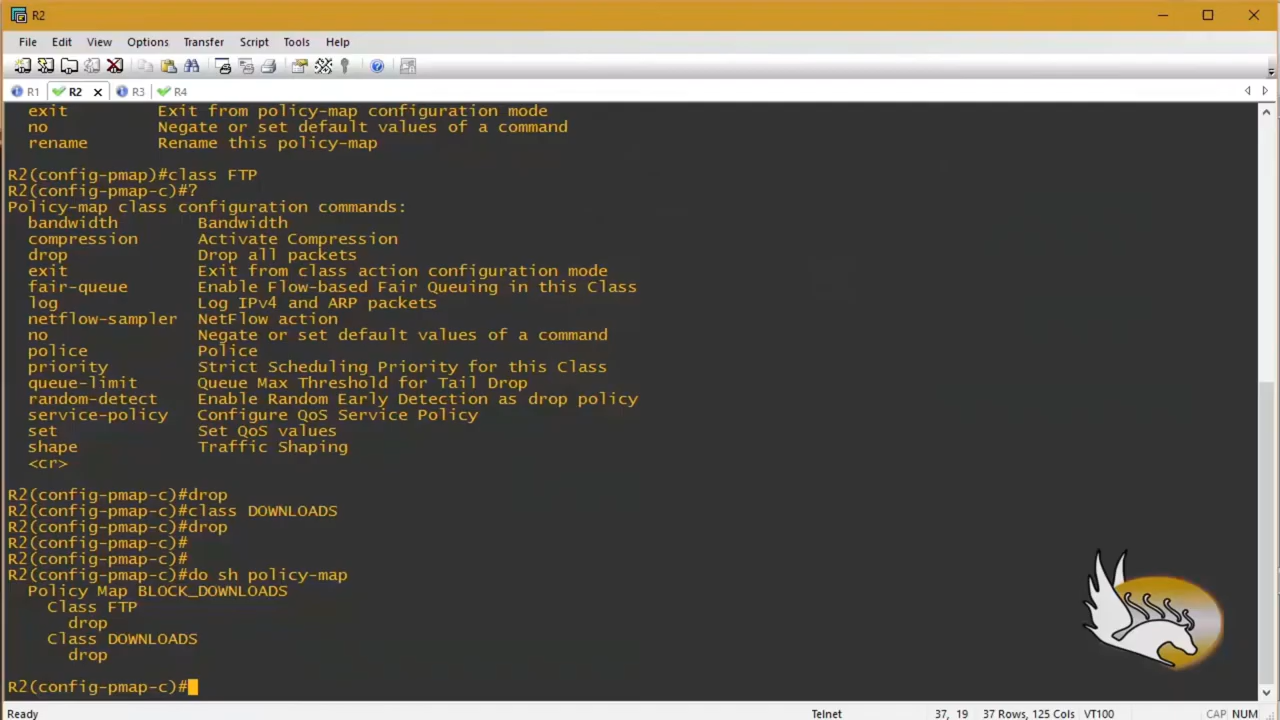 R2
File Edit View Options Transfer Script Tools Help
R1 R2 R3 R4
exit Exit from policy-map configuration mode
no Negate or set default values of a command
rename Rename this policy-map
R2(config-pmap)#class FTP
R2(config-pmap-c)#?
Policy-map class configuration commands:
bandwidth Bandwidth
compression Activate Compression
drop Drop all packets
exit Exit from class action configuration mode
fair-queue Enable Flow-based Fair Queuing in this Class
log Log IPv4 and ARP packets
netflow-sampler NetFlow action
no Negate or set default values of a command
police Police
priority Strict Scheduling Priority for this Class
queue-limit Queue Max Threshold for Tail Drop
random-detect Enable Random Early Detection as drop policy
service-policy Configure QoS Service Policy
set Set QoS values
shape Traffic Shaping
<cr>
R2(config-pmap-c)#drop
R2(config-pmap-c)#class DOWNLOADS
R2(config-pmap-c)#drop
R2(config-pmap-c)#
R2(config-pmap-c)#
R2(config-pmap-c)#do sh policy-map
Policy Map BLOCK_DOWNLOADS
Class FTP
drop
Class DOWNLOADS
drop
R2(config-pmap-c)#
Ready Telnet 37, 19 37 Rows, 125 Cols VT100 CAP NUM